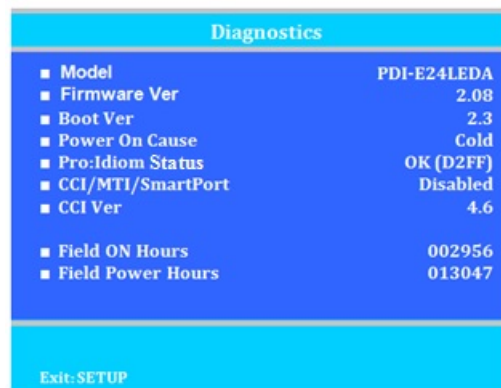 Diagnostics
Model PDI-E24LEDA
Firmware Ver 2.08
Boot Ver 2.3
Power On Cause Cold
Pro:Idiom Status OK (D2FF)
CCI/MTI/SmartPort Disabled
CCI Ver 4.6
Field ON Hours 002956
Field Power Hours 013047
Exit:SETUP